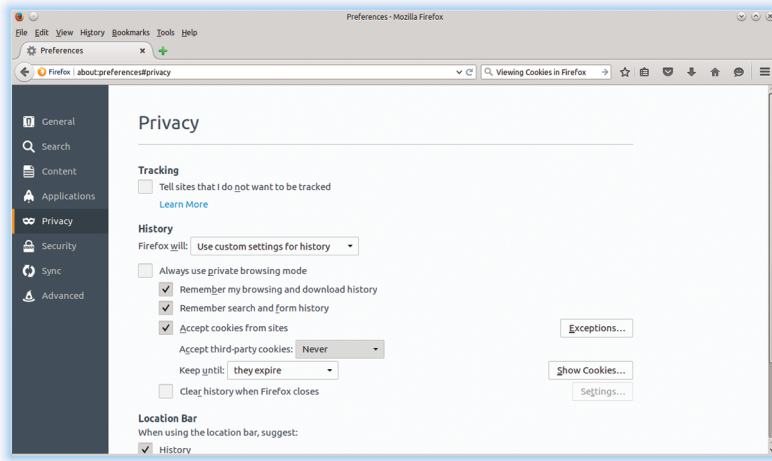 Preferences - Mozilla Firefox
File Edit View History Bookmarks Tools Help
Preferences
Firefox about:preferences#privacy Viewing Cookies in Firefox
General
Search
Content
Applications
Privacy
Security
Sync
Advanced
Privacy
Tracking
Tell sites that I do not want to be tracked
Learn More
History
Firefox will: Use custom settings for history
Always use private browsing mode
Remember my browsing and download history
Remember search and form history
Accept cookies from sites Exceptions...
Accept third-party cookies: Never
Keep until: they expire Show Cookies...
Clear history when Firefox closes Settings...
Location Bar
When using the location bar, suggest:
History